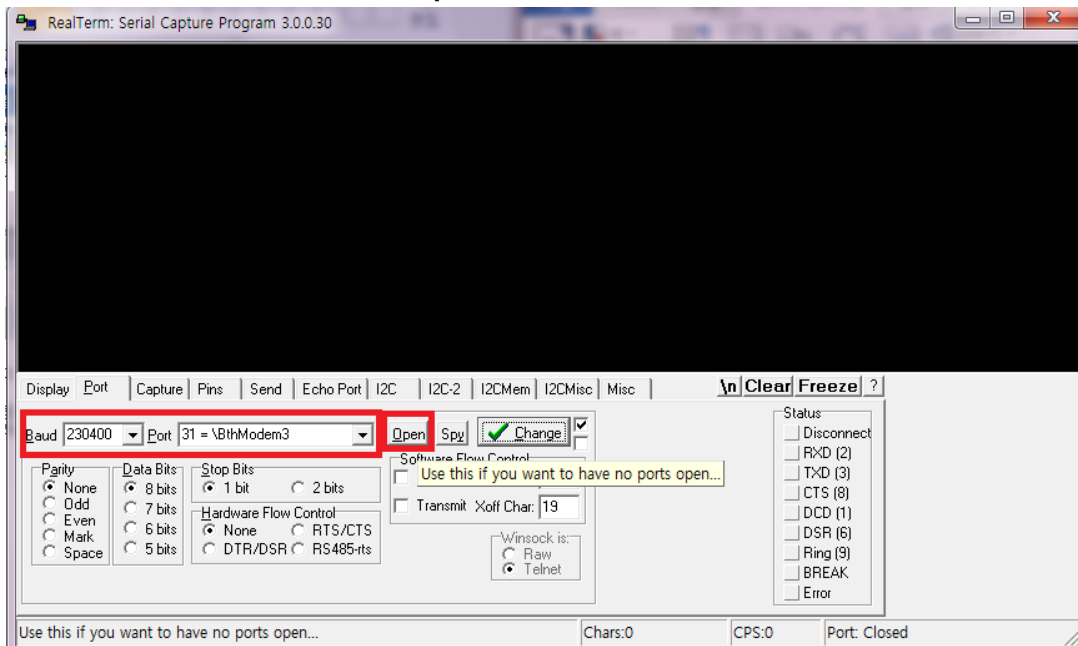 RealTerm: Serial Capture Program 3.0.0.30
Display Port Capture Pins Send Echo Port I2C I2C-2 I2CMem I2CMisc Misc \n Clear Freeze ?
Baud 230400 Port 31 = \BthModem3 Open Spy Change
Parity
None
Odd
Even
Mark
Space
Data Bits
8 bits
7 bits
6 bits
5 bits
Stop Bits
1 bit 2 bits
Hardware Flow Control
None RTS/CTS
DTR/DSR RS485-rts
Software Flow Control
Use this if you want to have no ports open...
Transmit Xoff Char: 19
Winsock is:
Raw
Telnet
Status
Disconnect
RXD (2)
TXD (3)
CTS (8)
DCD (1)
DSR (6)
Ring (9)
BREAK
Error
Use this if you want to have no ports open... Chars:0 CPS:0 Port: Closed